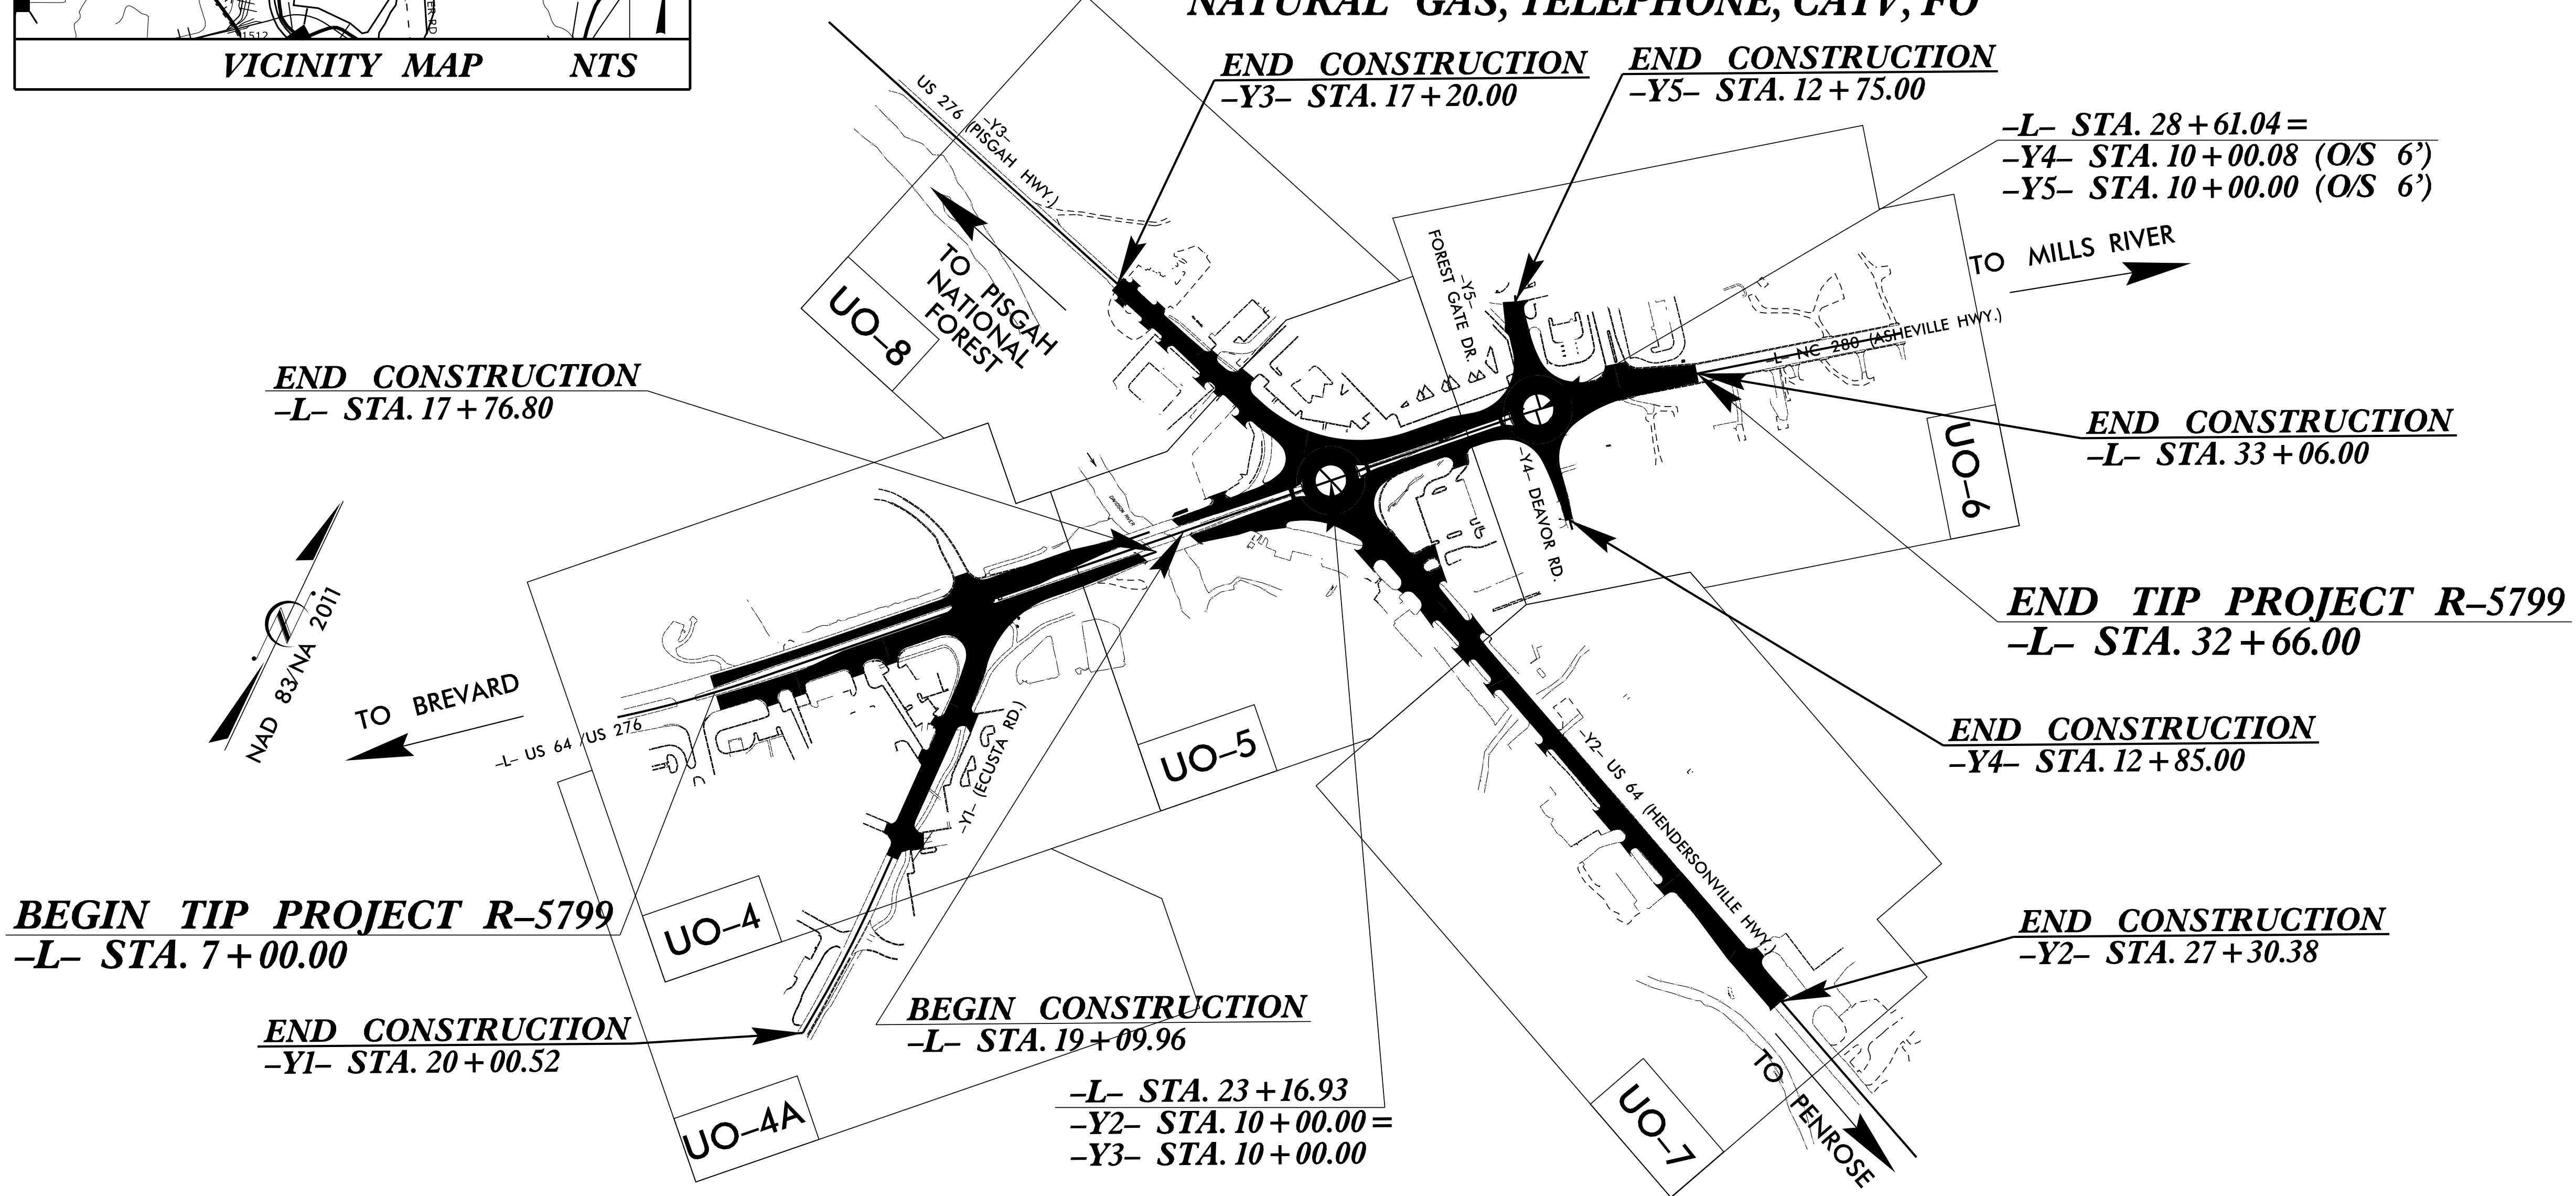 NATURAL GAS, TELEPHONE, CATV, FO
1512
VICINITY MAP NTS
END CONSTRUCTION
–Y3– STA. 17+20.00
END CONSTRUCTION
–Y5– STA. 12+75.00
–L– STA. 28+61.04=
–Y4– STA. 10+00.08 (O/S 6')
–Y5– STA. 10+00.00 (O/S 6')
US 276 (PISGAH HWY.)
–Y3–
TO PISGAH
NATIONAL
FOREST
UO–8
–Y5–
FOREST GATE DR.
TO MILLS RIVER
–L– NC 280 (ASHEVILLE HWY.)
END CONSTRUCTION
–L– STA. 17+76.80
END CONSTRUCTION
–L– STA. 33+06.00
UO–6
–Y4– DEAVOR RD.
DAVIDSON RIVER
NAD 83/NA 2011
END TIP PROJECT R–5799
–L– STA. 32+66.00
TO BREVARD
–L– US 64 /US 276
–Y1– (ECUSTA RD.)
UO–5
–Y2– US 64 (HENDERSONVILLE HWY.)
END CONSTRUCTION
–Y4– STA. 12+85.00
BEGIN TIP PROJECT R–5799
–L– STA. 7+00.00
UO–4
END CONSTRUCTION
–Y2– STA. 27+30.38
END CONSTRUCTION
–Y1– STA. 20+00.52
BEGIN CONSTRUCTION
–L– STA. 19+09.96
–L– STA. 23+16.93
–Y2– STA. 10+00.00=
–Y3– STA. 10+00.00
UO–4A
UO–7
TO PENROSE